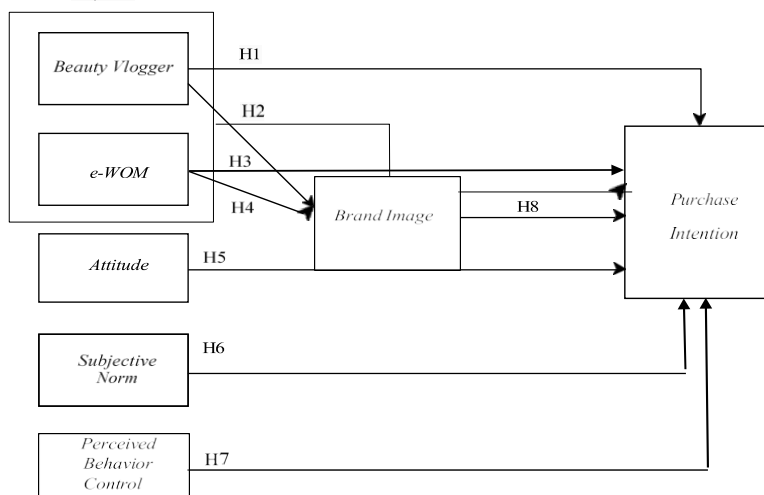 H1
Beauty Vlogger
H2
e-WOM
H3
Purchase
Intention
H4
Brand Image
H8
Attitude
H5
Subjective
Norm
H6
Perceived
Behavior
Control
H7